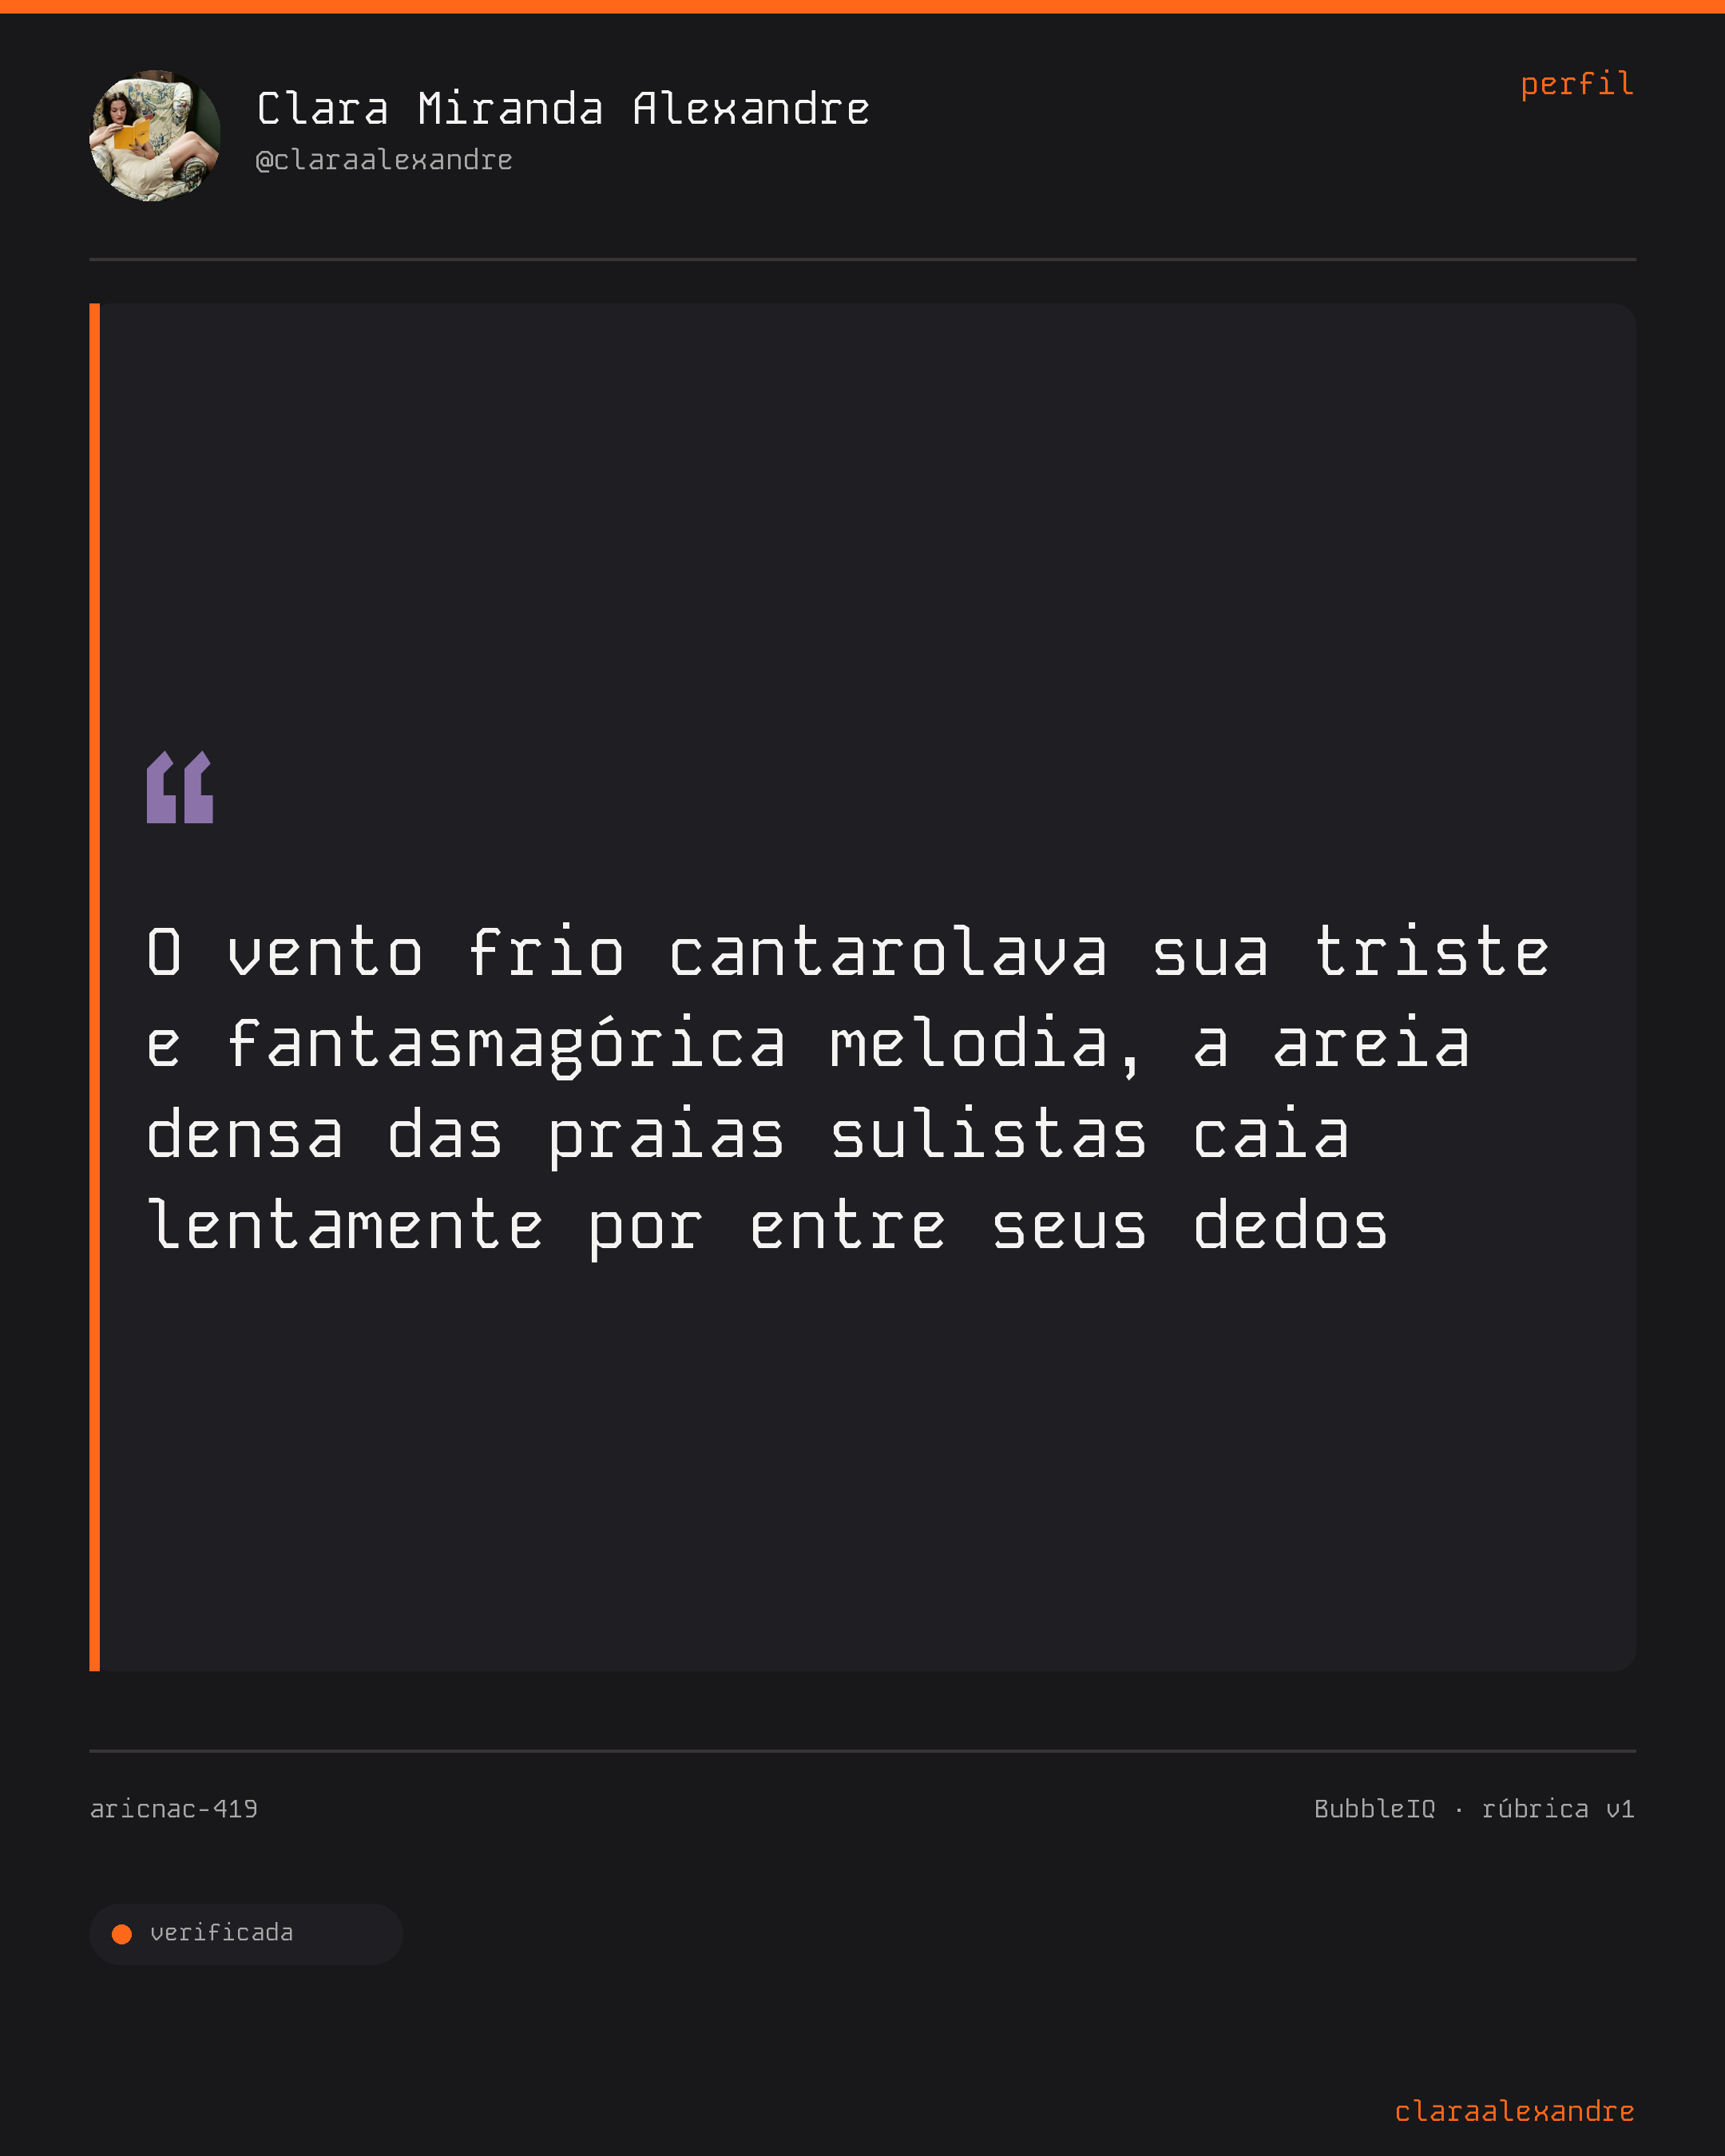 Clara Miranda Alexandre
@claraalexandre
perfil
“
O vento frio cantarolava sua triste
e fantasmagórica melodia, a areia
densa das praias sulistas caia
lentamente por entre seus dedos
aricnac-419
BubbleIQ · rúbrica v1
verificada
claraalexandre